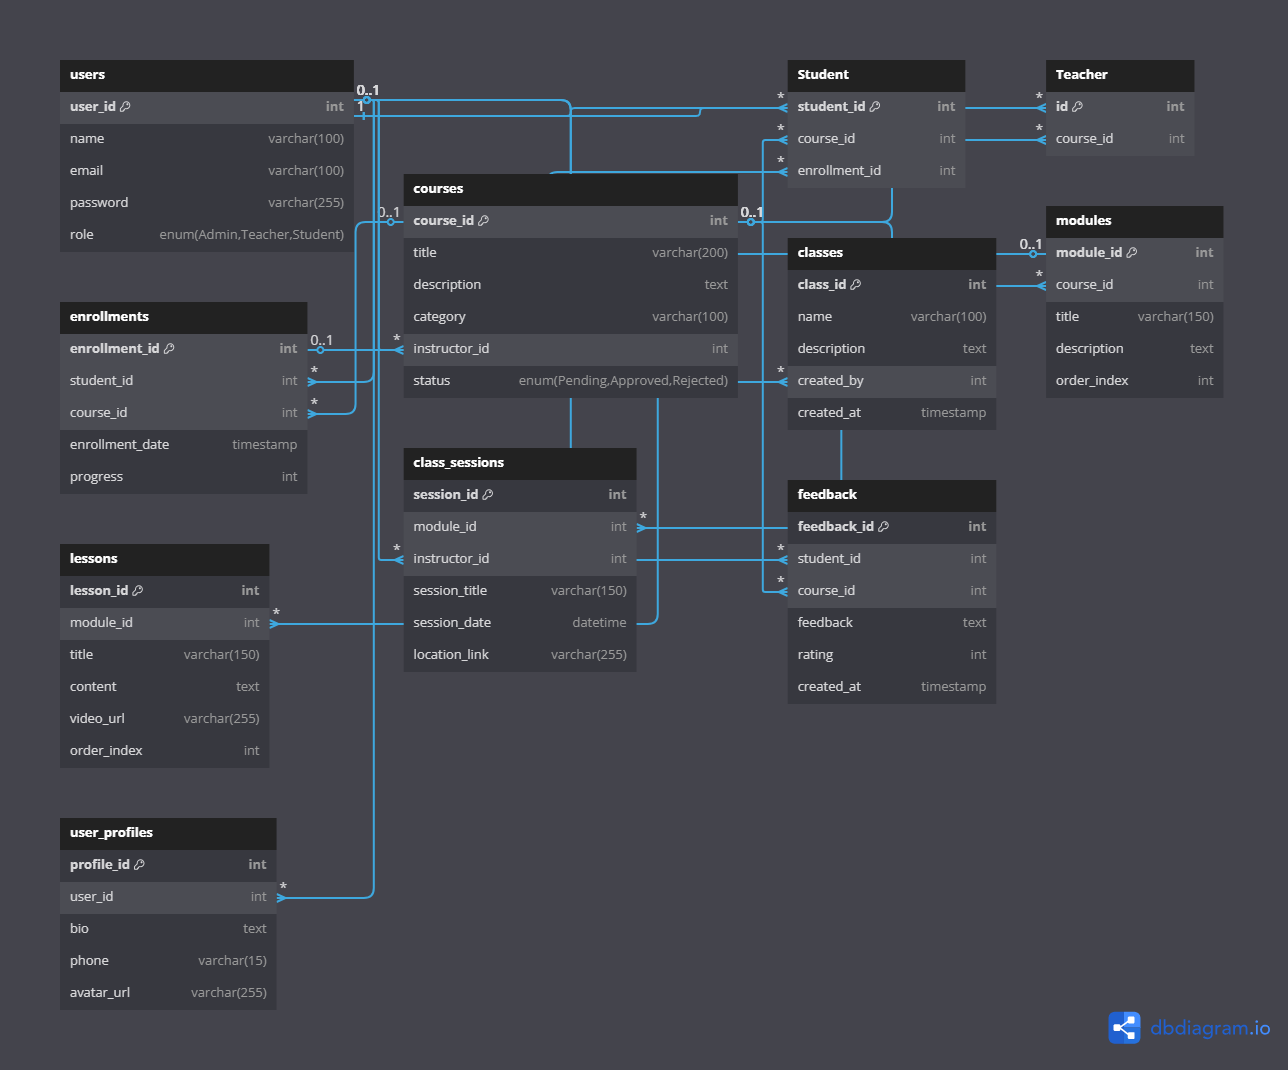 users
user_id int
name varchar(100)
email varchar(100)
password varchar(255)
role enum(Admin,Teacher,Student)
0..1
1
Student
* student_id int
* course_id int
* enrollment_id int
Teacher
* id int
* course_id int
courses
0..1 course_id int 0..1
title varchar(200)
description text
category varchar(100)
* instructor_id int
status enum(Pending,Approved,Rejected)
classes
class_id int
name varchar(100)
description text
* created_by int
created_at timestamp
modules
0..1 module_id int
* course_id int
title varchar(150)
description text
order_index int
enrollments
enrollment_id int 0..1
student_id int *
course_id int *
enrollment_date timestamp
progress int
class_sessions
session_id int
module_id int *
* instructor_id int
session_title varchar(150)
session_date datetime
location_link varchar(255)
feedback
feedback_id int
* student_id int
* course_id int
feedback text
rating int
created_at timestamp
lessons
lesson_id int
module_id int *
title varchar(150)
content text
video_url varchar(255)
order_index int
user_profiles
profile_id int
user_id int *
bio text
phone varchar(15)
avatar_url varchar(255)
dbdiagram.io